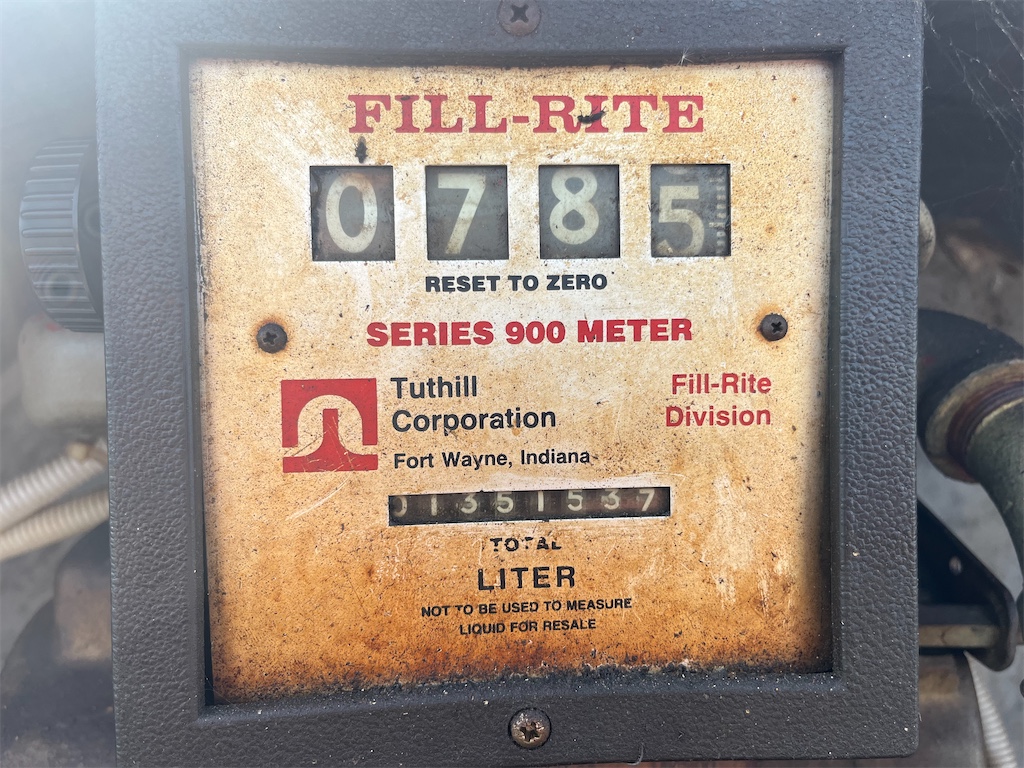 FILL-RITE
0785
RESET TO ZERO
SERIES 900 METER
Tuthill
Corporation
Fort Wayne, Indiana
Fill-Rite
Division
01351537
TOTAL
LITER
NOT TO BE USED TO MEASURE
LIQUID FOR RESALE